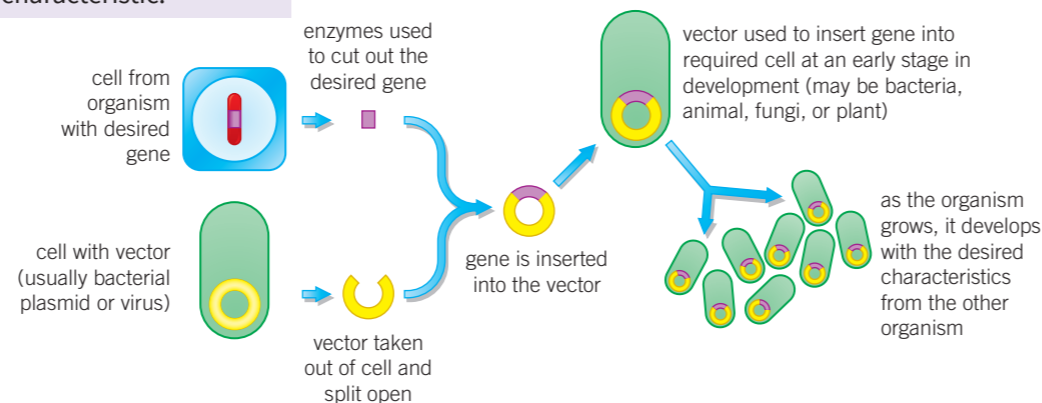 characteristic.
cell from
organism
with desired
gene
enzymes used
to cut out the
desired gene
cell with vector
(usually bacterial
plasmid or virus)
vector taken
out of cell and
split open
gene is inserted
into the vector
vector used to insert gene into
required cell at an early stage in
development (may be bacteria,
animal, fungi, or plant)
as the organism
grows, it develops
with the desired
characteristics
from the other
organism